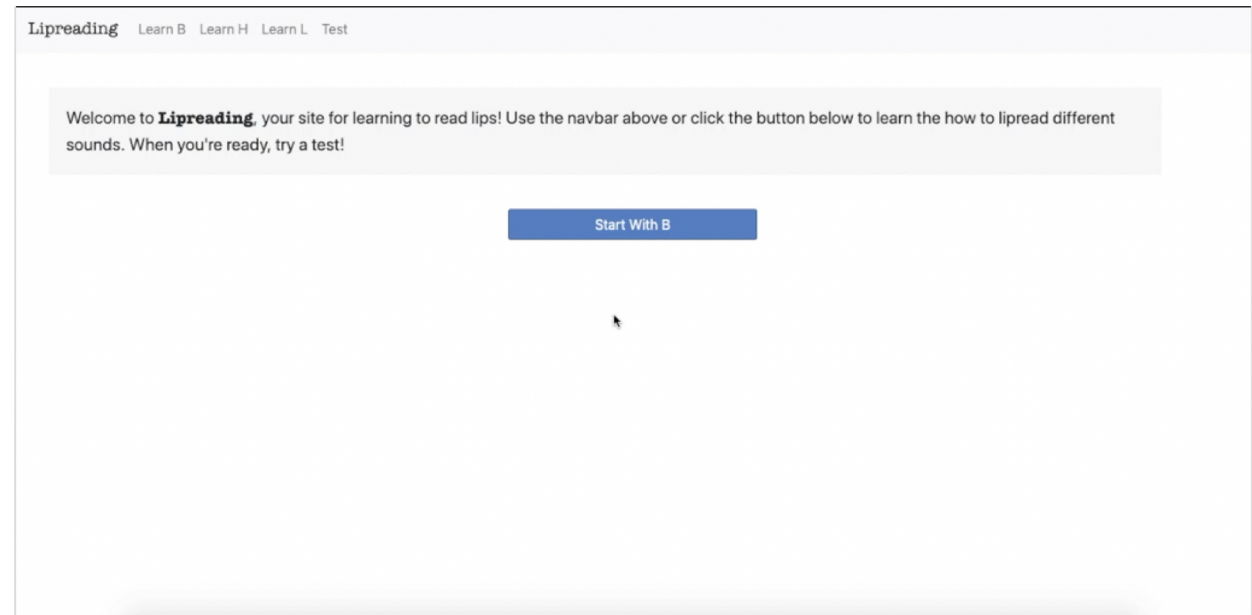 Lipreading Learn B Learn H Learn L Test
Welcome to Lipreading, your site for learning to read lips! Use the navbar above or click the button below to learn the how to lipread different
sounds. When you're ready, try a test!
Start With B